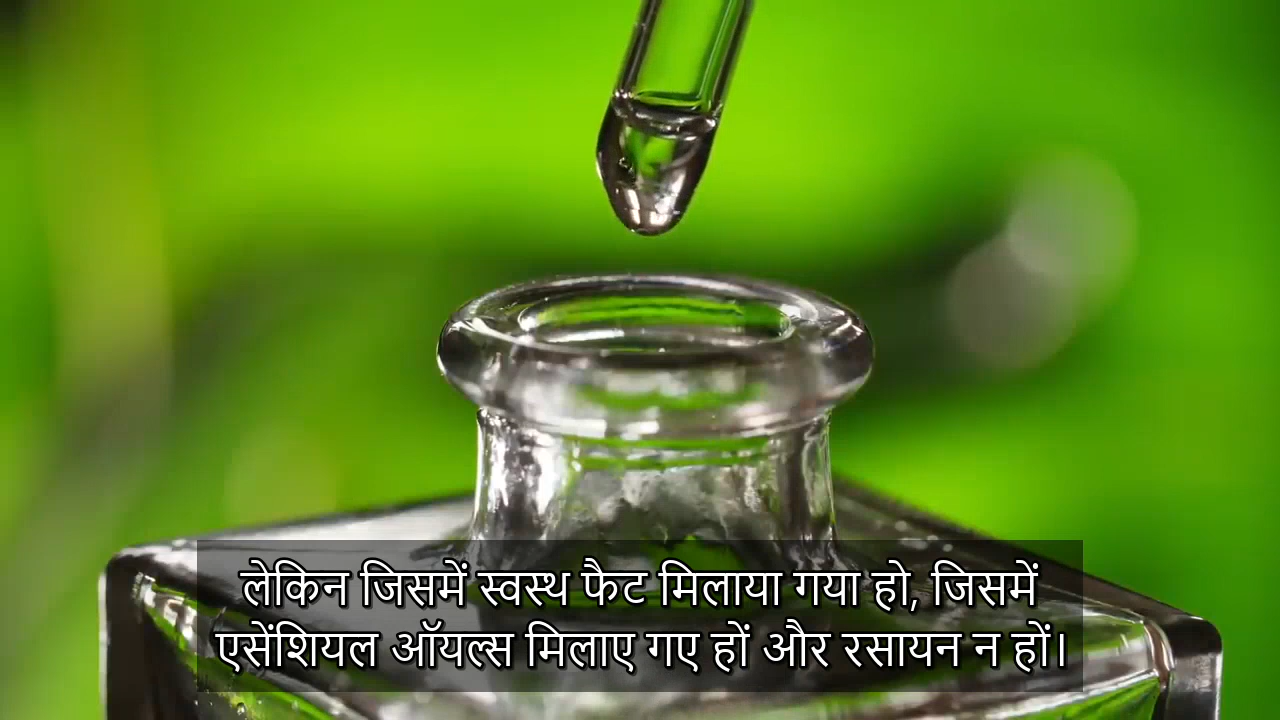 लेकिन जिसमें स्वस्थ फैट मिलाया गया हो, जिसमें
एसेंशियल ऑयल्स मिलाए गए हों और रसायन न हों।